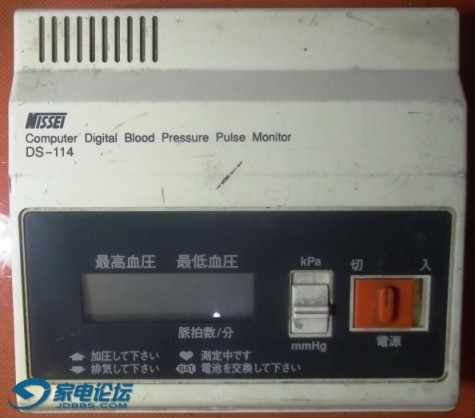 NISSEI
Computer Digital Blood Pressure Pulse Monitor
DS-114
最高血圧 最低血圧
kPa
切 入
脈拍数/分
mmHg
電源
加圧して下さい 測定中です
排気して下さい BAT 電池を交換して下さい
家电论坛
JDBBS.COM